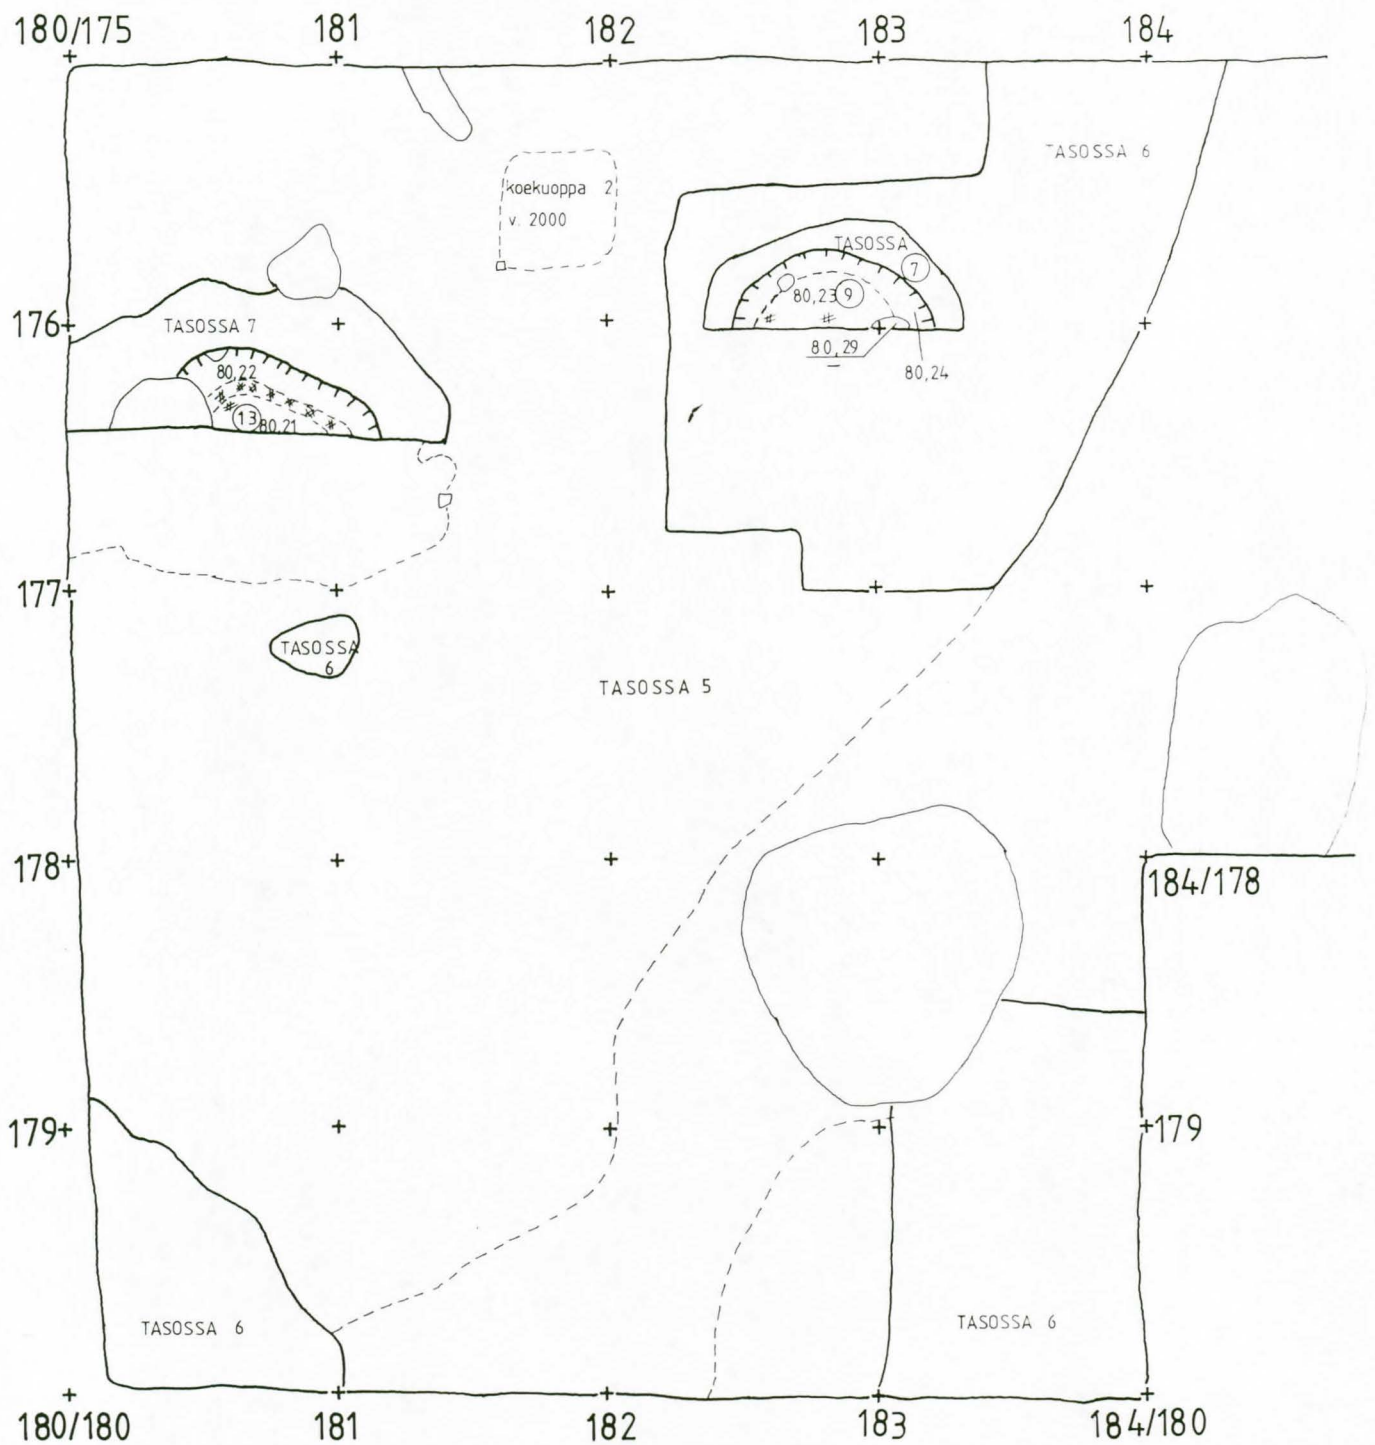 180/175 181 182 183 184
TASOSSA 6
koekuoppa 2
v. 2000
TASOSSA
7
80,23 9
176
TASOSSA 7
80,29
80,22
80,24
13 80,21
177
TASOSSA
6
TASOSSA 5
178
184/178
179 179
TASOSSA 6
TASOSSA 6
180/180 181 182 183 184/180